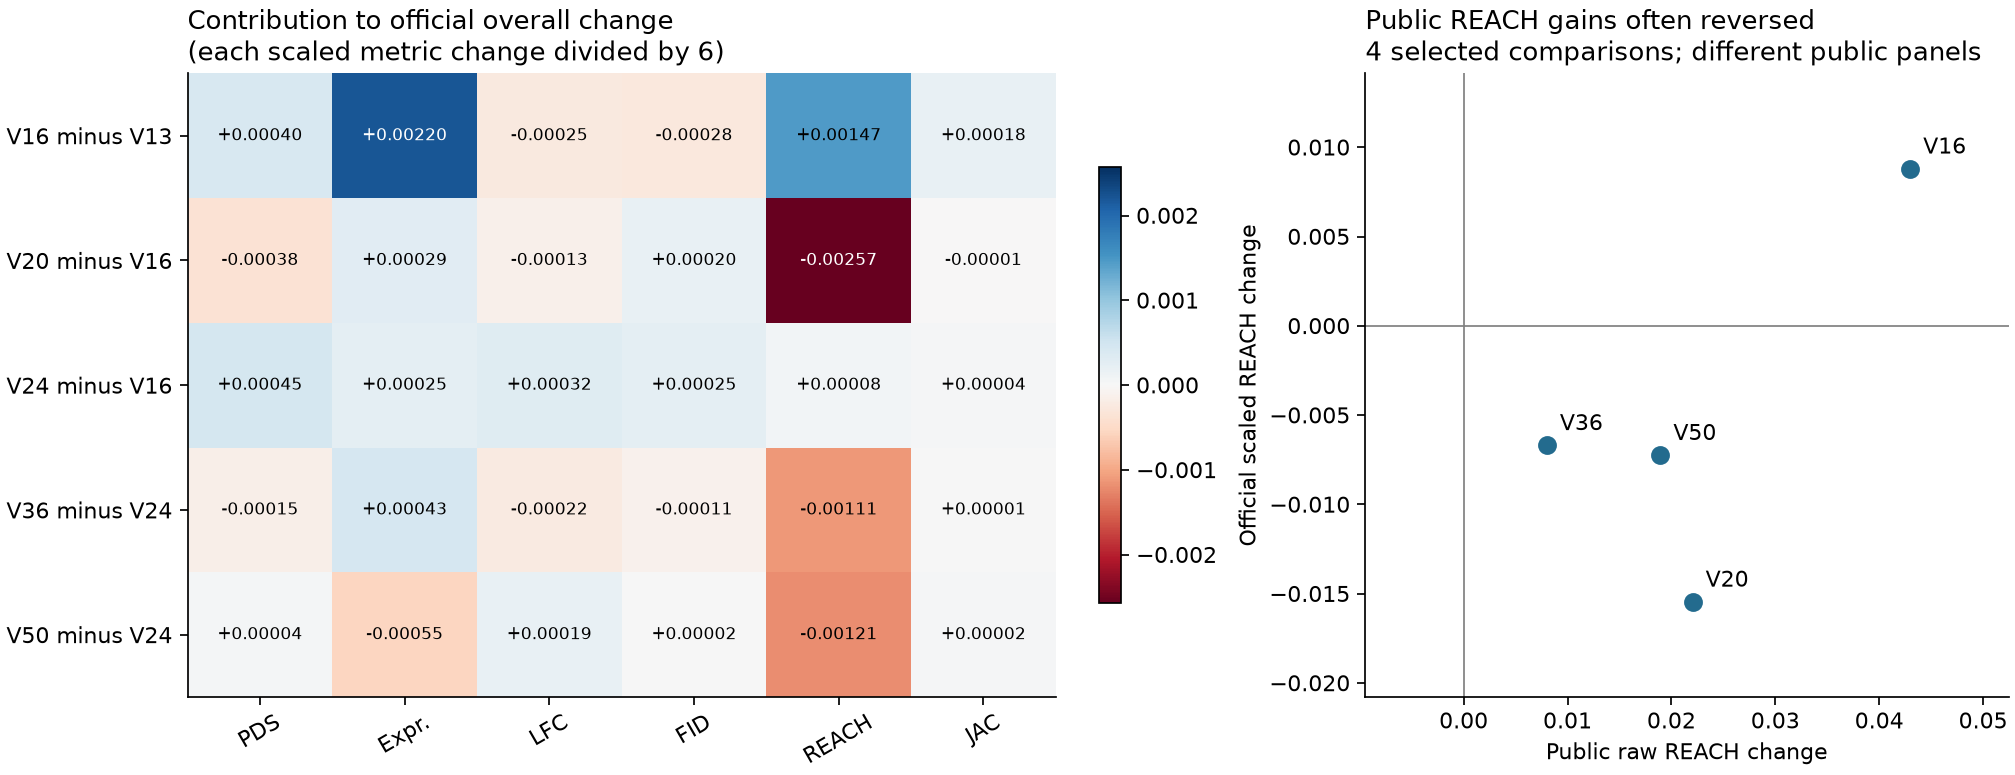 Contribution to official overall change
(each scaled metric change divided by 6)
V16 minus V13
+0.00040
+0.00220
-0.00025
-0.00028
+0.00147
+0.00018
V20 minus V16
-0.00038
+0.00029
-0.00013
+0.00020
-0.00257
-0.00001
V24 minus V16
+0.00045
+0.00025
+0.00032
+0.00025
+0.00008
+0.00004
V36 minus V24
-0.00015
+0.00043
-0.00022
-0.00011
-0.00111
+0.00001
V50 minus V24
+0.00004
-0.00055
+0.00019
+0.00002
-0.00121
+0.00002
PDS
Expr.
LFC
FID
REACH
JAC
0.002
0.001
0.000
−0.001
−0.002
Public REACH gains often reversed
4 selected comparisons; different public panels
Official scaled REACH change
0.010
0.005
0.000
−0.005
−0.010
−0.015
−0.020
V16
V36
V50
V20
0.00
0.01
0.02
0.03
0.04
0.05
Public raw REACH change